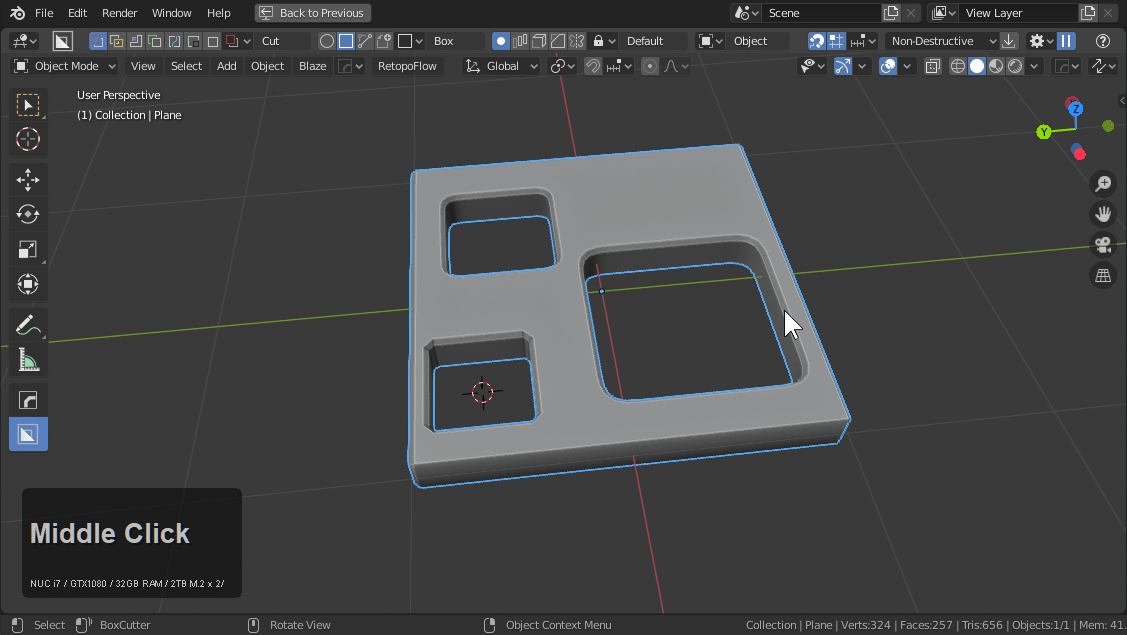 File Edit Render Window Help Back to Previous Scene View Layer
Cut Box Default Object Non-Destructive
Object Mode View Select Add Object Blaze RetopoFlow Global
User Perspective
(1) Collection | Plane
Z
Y
Middle Click
NUC i7 / GTX1080 / 32GB RAM / 2TB M.2 x 2/
Select BoxCutter Rotate View Object Context Menu Collection | Plane | Verts:324 | Faces:257 | Tris:656 | Objects:1/1 | Mem: 41.